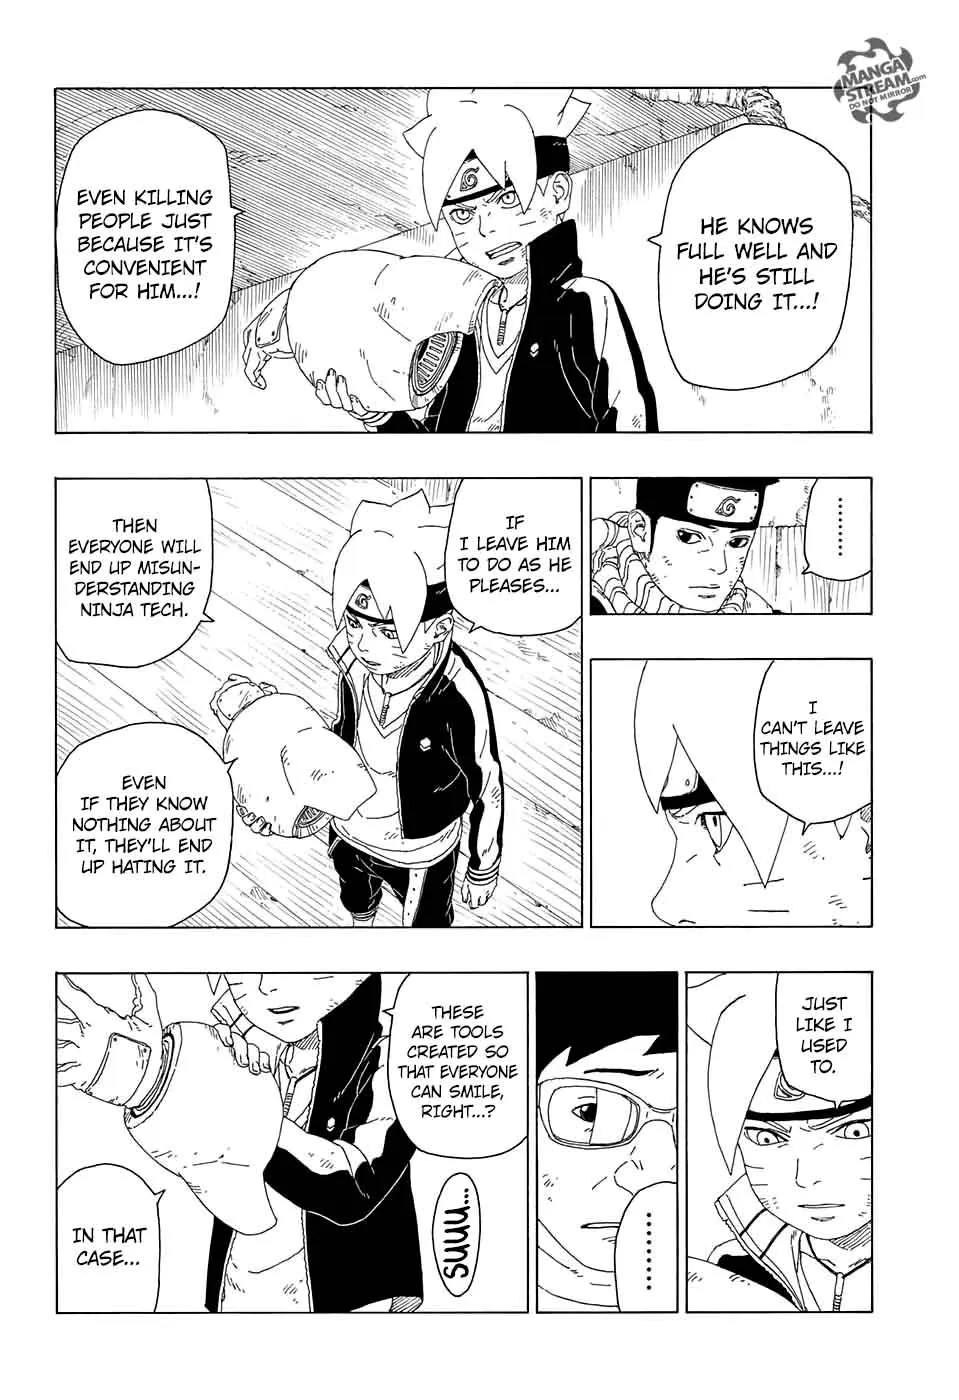 MANGA
STREAM.com
DO NOT MIRROR
HE KNOWS
FULL WELL AND
HE'S STILL
DOING IT...!
EVEN KILLING
PEOPLE JUST
BECAUSE IT'S
CONVENIENT
FOR HIM...!
.........
IF
I LEAVE HIM
TO DO AS HE
PLEASES...
THEN
EVERYONE WILL
END UP MISUN-
DERSTANDING
NINJA TECH.
EVEN
IF THEY KNOW
NOTHING ABOUT
IT, THEY'LL END
UP HATING IT.
I
CAN'T LEAVE
THINGS LIKE
THIS...!
JUST
LIKE I
USED
TO.
.........
THESE
ARE TOOLS
CREATED SO
THAT EVERYONE
CAN SMILE,
RIGHT...?
SUUU...
IN THAT
CASE...